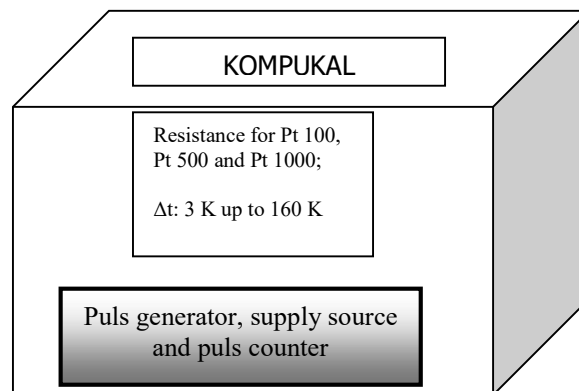 KOMPUKAL
Resistance for Pt 100,
Pt 500 and Pt 1000;
Δt: 3 K up to 160 K
Puls generator, supply source
and puls counter